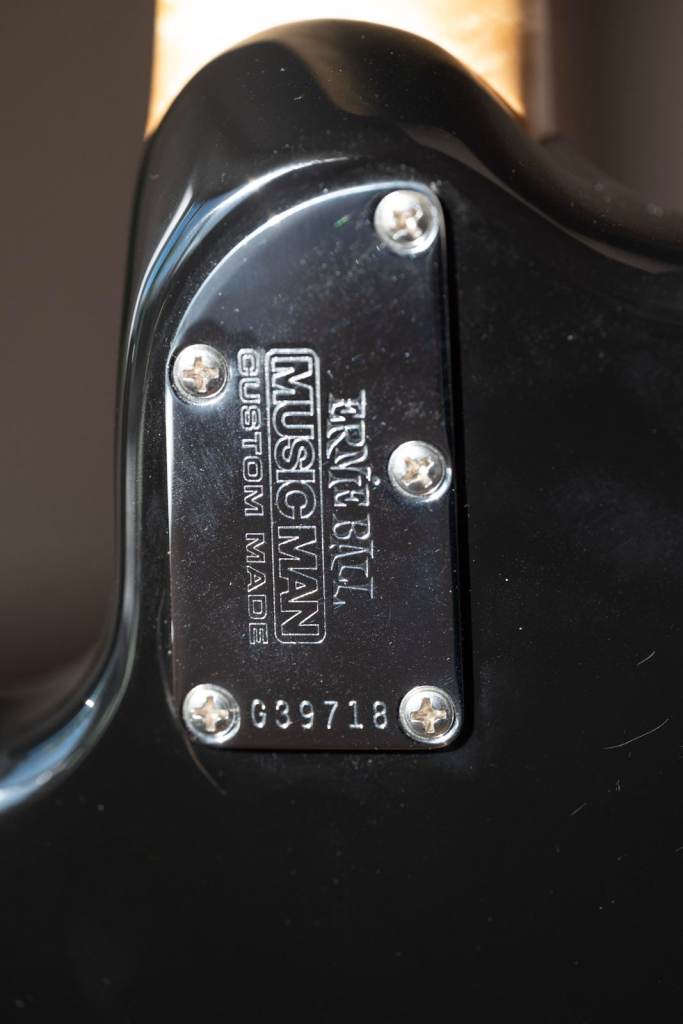 ERNIE BALL
MUSIC MAN
CUSTOM MADE
G39718